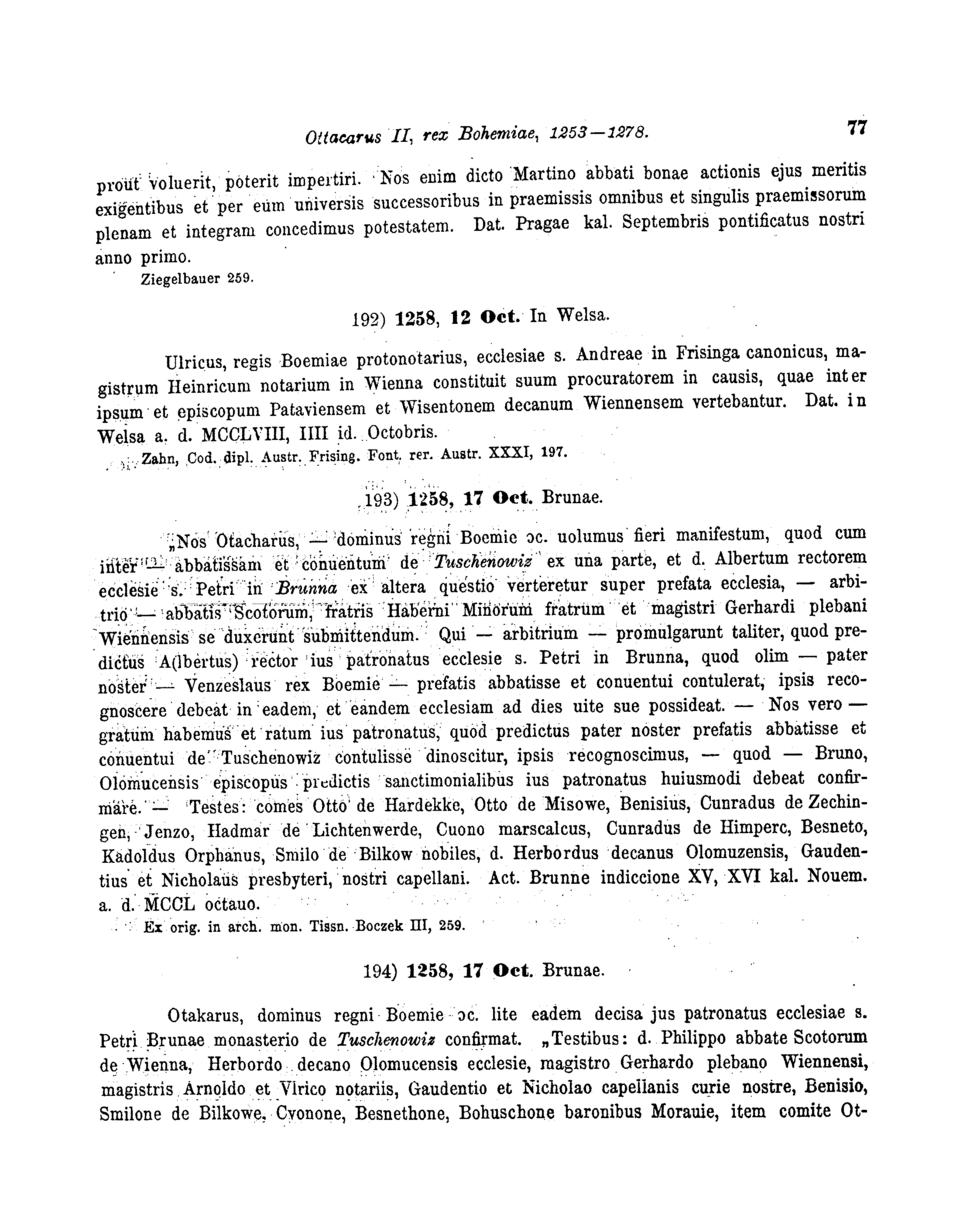 Ottacarus II, rex Bohemiae, 1253—1278. 77
prout voluerit, poterit impertiri. Nos enim dicto Martino abbati bonae actionis ejus meritis
exigentibus et per eum universis successoribus in praemissis omnibus et singulis praemissorum
plenam et integram concedimus potestatem. Dat. Pragae kal. Septembris pontificatus nostri
anno primo.
Ziegelbauer 259.
192) 1258, 12 Oct. In Welsa.
Ulricus, regis Boemiae protonotarius, ecclesiae s. Andreae in Frisinga canonicus, ma-
gistrum Heinricum notarium in Wienna constituit suum procuratorem in causis, quae inter
ipsum et episcopum Pataviensem et Wisentonem decanum Wiennensem vertebantur. Dat. in
Welsa a. d. MCCLVIII, IIII id. Octobris.
Zahn, Cod. dipl. Austr. Frising. Font. rer. Austr. XXXI, 197.
193) 1258, 17 Oct. Brunae.
„Nos Otacharus, — dominus regni Boemie ɔc. uolumus fieri manifestum, quod cum
inter — abbatissam et conuentum de Tuschenowiz ex una parte, et d. Albertum rectorem
ecclesie s. Petri in Brunna ex altera questio verteretur super prefata ecclesia, — arbi-
trio — abbatis Scotorum, fratris Haberni Minorum fratrum et magistri Gerhardi plebani
Wiennensis se duxerunt submittendum. Qui — arbitrium — promulgarunt taliter, quod pre-
dictus A(lbertus) rector ius patronatus ecclesie s. Petri in Brunna, quod olim — pater
noster — Venzeslaus rex Boemie — prefatis abbatisse et conuentui contulerat, ipsis reco-
gnoscere debeat in eadem, et eandem ecclesiam ad dies uite sue possideat. — Nos vero —
gratum habemus et ratum ius patronatus, quod predictus pater noster prefatis abbatisse et
conuentui de Tuschenowiz contulisse dinoscitur, ipsis recognoscimus, — quod — Bruno,
Olomucensis episcopus predictis sanctimonialibus ius patronatus huiusmodi debeat confir-
mare. — Testes: comes Otto de Hardekke, Otto de Misowe, Benisius, Cunradus de Zechin-
gen, Jenzo, Hadmar de Lichtenwerde, Cuono marscalcus, Cunradus de Himperc, Besneto,
Kadoldus Orphanus, Smilo de Bilkow nobiles, d. Herbordus decanus Olomuzensis, Gauden-
tius et Nicholaus presbyteri, nostri capellani. Act. Brunne indiccione XV, XVI kal. Nouem.
a. d. MCCL octauo.
Ex orig. in arch. mon. Tissn. Boczek III, 259.
194) 1258, 17 Oct. Brunae.
Otakarus, dominus regni Boemie ɔc. lite eadem decisa jus patronatus ecclesiae s.
Petri Brunae monasterio de Tuschenowiz confirmat. „Testibus: d. Philippo abbate Scotorum
de Wienna, Herbordo decano Olomucensis ecclesie, magistro Gerhardo plebano Wiennensi,
magistris Arnoldo et Vlrico notariis, Gaudentio et Nicholao capellanis curie nostre, Benisio,
Smilone de Bilkowe, Cvonone, Besnethone, Bohuschone baronibus Morauie, item comite Ot-